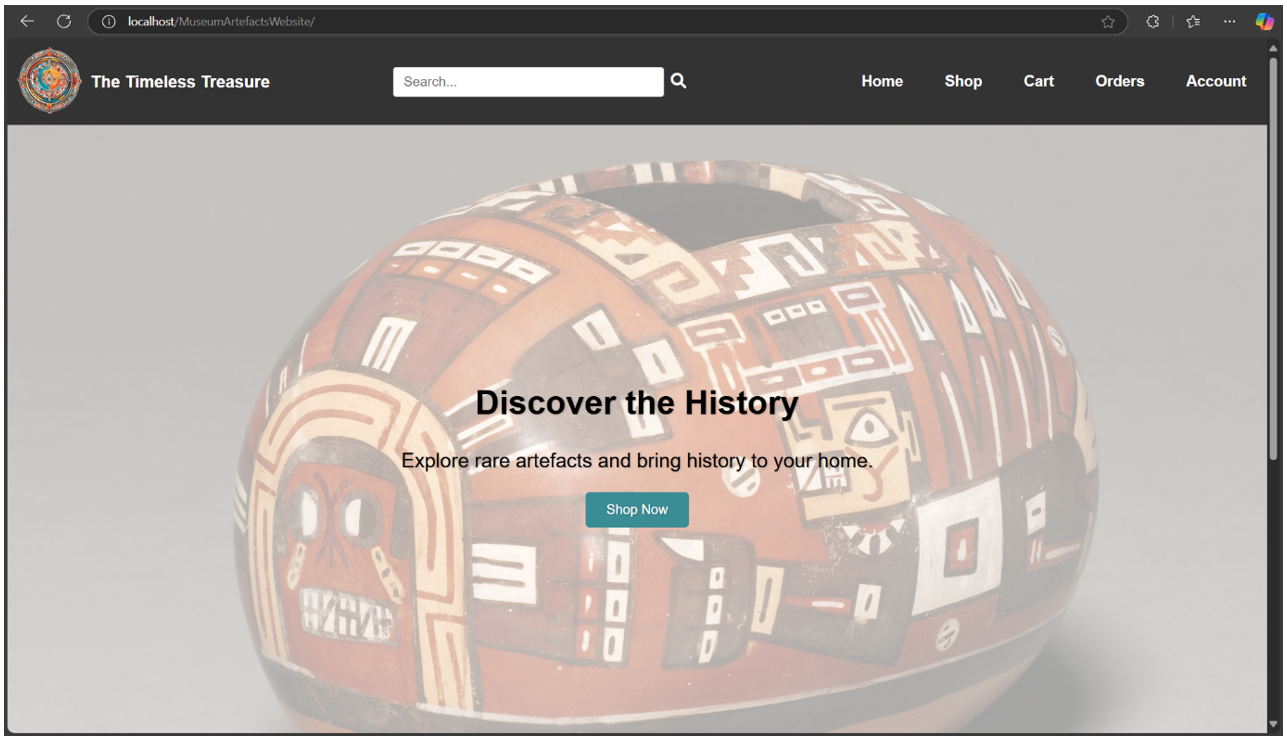 localhost/MuseumArtefactsWebsite/
The Timeless Treasure
Search...
Home
Shop
Cart
Orders
Account
Discover the History
Explore rare artefacts and bring history to your home.
Shop Now